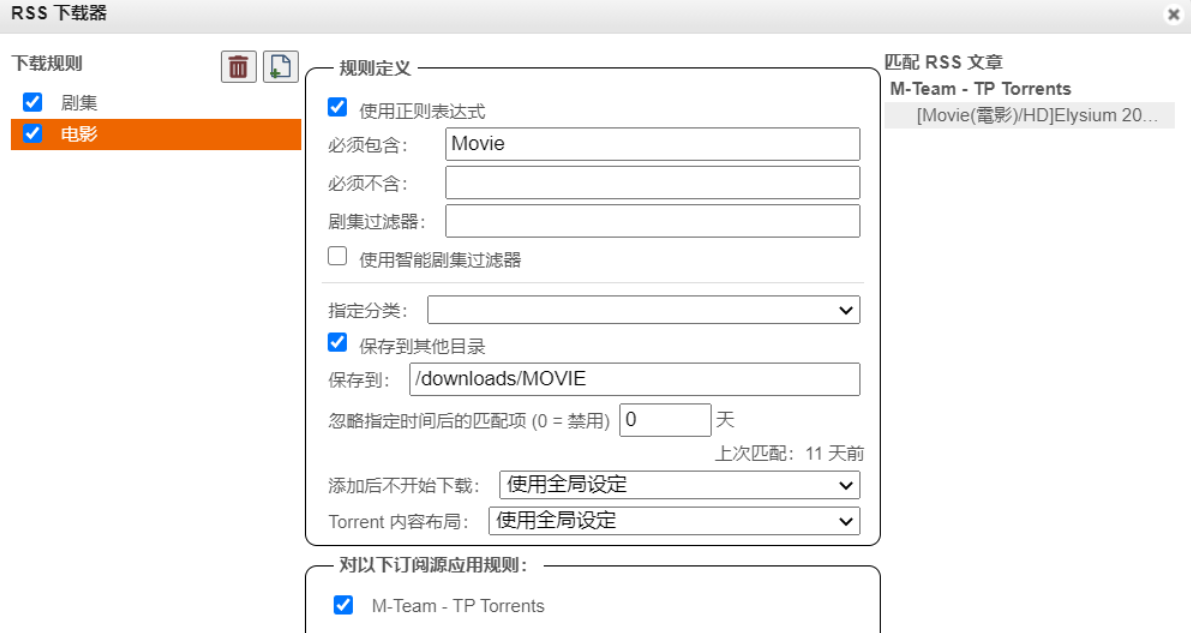 RSS 下载器
下载规则
剧集
电影
规则定义
使用正则表达式
必须包含: Movie
必须不含:
剧集过滤器:
使用智能剧集过滤器
指定分类:
保存到其他目录
保存到: /downloads/MOVIE
忽略指定时间后的匹配项 (0 = 禁用) 0 天
上次匹配: 11 天前
添加后不开始下载: 使用全局设定
Torrent 内容布局: 使用全局设定
对以下订阅源应用规则:
M-Team - TP Torrents
匹配 RSS 文章
M-Team - TP Torrents
[Movie(電影)/HD]Elysium 20...